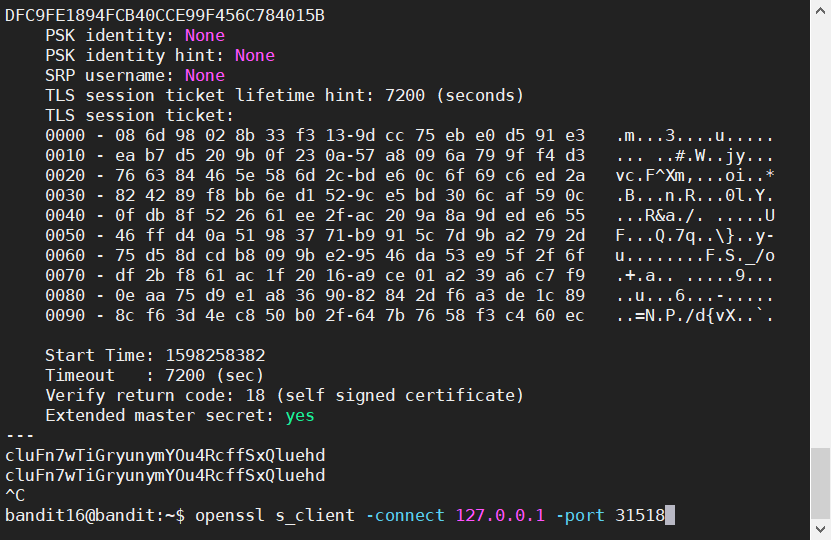 DFC9FE1894FCB40CCE99F456C784015B
    PSK identity: None
    PSK identity hint: None
    SRP username: None
    TLS session ticket lifetime hint: 7200 (seconds)
    TLS session ticket:
    0000 - 08 6d 98 02 8b 33 f3 13-9d cc 75 eb e0 d5 91 e3   .m...3....u.....
    0010 - ea b7 d5 20 9b 0f 23 0a-57 a8 09 6a 79 9f f4 d3   ... ..#.W..jy...
    0020 - 76 63 84 46 5e 58 6d 2c-bd e6 0c 6f 69 c6 ed 2a   vc.F^Xm,...oi..*
    0030 - 82 42 89 f8 bb 6e d1 52-9c e5 bd 30 6c af 59 0c   .B...n.R...0l.Y.
    0040 - 0f db 8f 52 26 61 ee 2f-ac 20 9a 8a 9d ed e6 55   ...R&a./. .....U
    0050 - 46 ff d4 0a 51 98 37 71-b9 91 5c 7d 9b a2 79 2d   F...Q.7q..\}..y-
    0060 - 75 d5 8d cd b8 09 9b e2-95 46 da 53 e9 5f 2f 6f   u........F.S._/o
    0070 - df 2b f8 61 ac 1f 20 16-a9 ce 01 a2 39 a6 c7 f9   .+.a.. .....9...
    0080 - 0e aa 75 d9 e1 a8 36 90-82 84 2d f6 a3 de 1c 89   ..u...6...-.....
    0090 - 8c f6 3d 4e c8 50 b0 2f-64 7b 76 58 f3 c4 60 ec   ..=N.P./d{vX..`.

    Start Time: 1598258382
    Timeout   : 7200 (sec)
    Verify return code: 18 (self signed certificate)
    Extended master secret: yes
---
cluFn7wTiGryunymYOu4RcffSxQluehd
cluFn7wTiGryunymYOu4RcffSxQluehd
^C
bandit16@bandit:~$ openssl s_client -connect 127.0.0.1 -port 31518